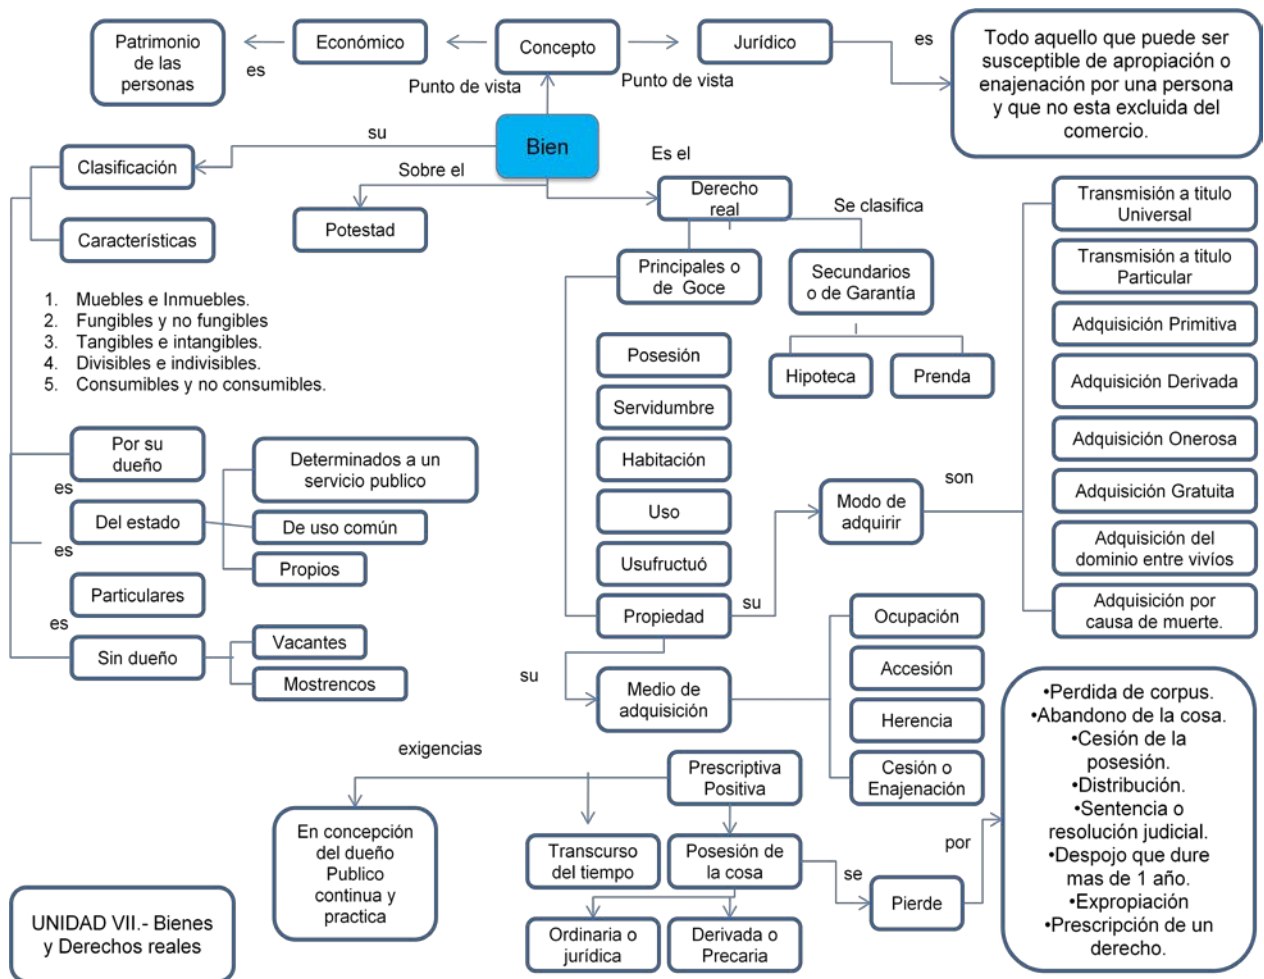 Patrimonio
de las
personas
es
Económico
Concepto
Punto de vista
Punto de vista
Jurídico
es
Todo aquello que puede ser
susceptible de apropiación o
enajenación por una persona
y que no esta excluida del
comercio.
Bien
su
Clasificación
Características
Sobre el
Potestad
Es el
Derecho
real
Se clasifica
Principales o
de Goce
Secundarios
o de Garantía
Hipoteca
Prenda
1. Muebles e Inmuebles.
2. Fungibles y no fungibles
3. Tangibles e intangibles.
4. Divisibles e indivisibles.
5. Consumibles y no consumibles.
Por su
dueño
es
Del estado
es
Particulares
es
Sin dueño
Determinados a un
servicio publico
De uso común
Propios
Vacantes
Mostrencos
Posesión
Servidumbre
Habitación
Uso
Usufructuó
Propiedad
su
Modo de
adquirir
son
Transmisión a titulo
Universal
Transmisión a titulo
Particular
Adquisición Primitiva
Adquisición Derivada
Adquisición Onerosa
Adquisición Gratuita
Adquisición del
dominio entre vivíos
Adquisición por
causa de muerte.
su
Medio de
adquisición
Ocupación
Accesión
Herencia
Cesión o
Enajenación
exigencias
Prescriptiva
Positiva
En concepción
del dueño
Publico
continua y
practica
Transcurso
del tiempo
Posesión de
la cosa
Ordinaria o
jurídica
Derivada o
Precaria
se
Pierde
por
•Perdida de corpus.
•Abandono de la cosa.
•Cesión de la
posesión.
•Distribución.
•Sentencia o
resolución judicial.
•Despojo que dure
mas de 1 año.
•Expropiación
•Prescripción de un
derecho.
UNIDAD VII.- Bienes
y Derechos reales